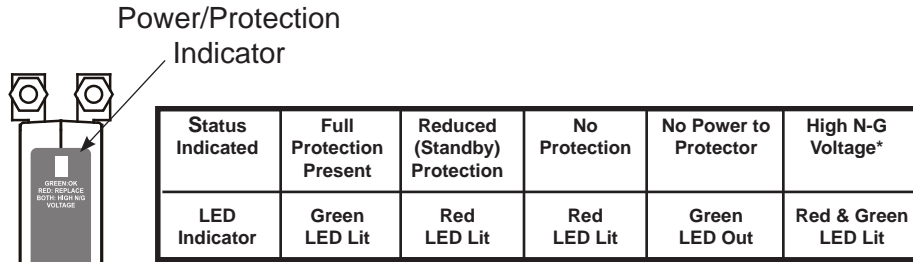 Power/Protection
Indicator
GREEN:OK
RED: REPLACE
BOTH: HIGH N/G
VOLTAGE
Status Indicated | Full Protection Present | Reduced (Standby) Protection | No Protection | No Power to Protector | High N-G Voltage*
LED Indicator | Green LED Lit | Red LED Lit | Red LED Lit | Green LED Out | Red & Green LED Lit